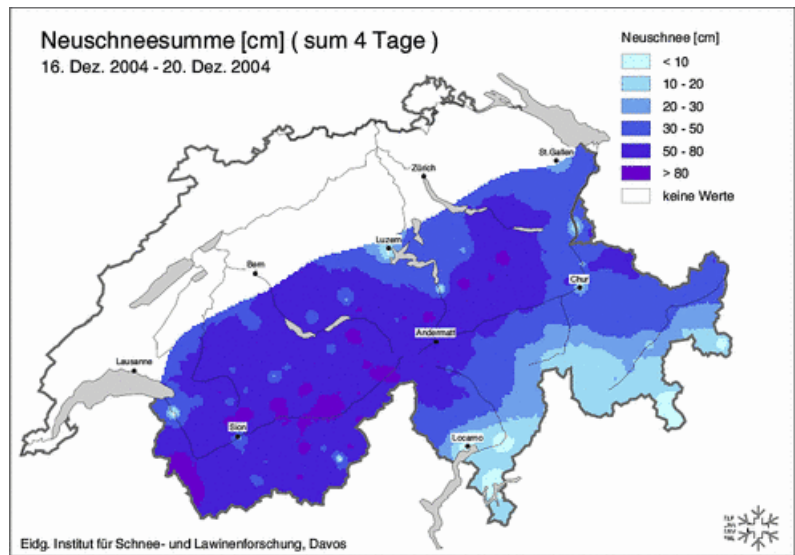 Neuschneesumme [cm] ( sum 4 Tage )
16. Dez. 2004 - 20. Dez. 2004
Neuschnee [cm]
< 10
10 - 20
20 - 30
30 - 50
50 - 80
> 80
keine Werte
St.Gallen
Zürich
Luzern
Bern
Chur
Andermatt
Lausanne
Sion
Locarno
Eidg. Institut für Schnee- und Lawinenforschung, Davos